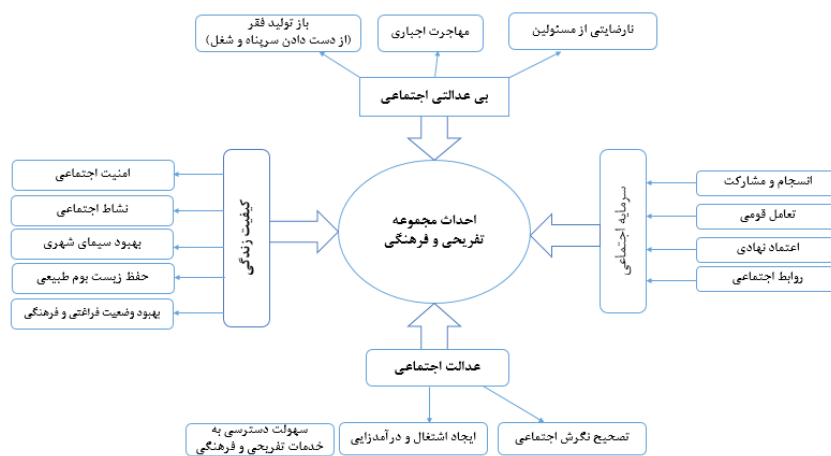 نارضایتی از مسئولین
مهاجرت اجباری
باز تولید فقر
(از دست دادن سرپناه و شغل)
بی عدالتی اجتماعی
سرمایه اجتماعی
انسجام و مشارکت
تعامل قومی
اعتماد نهادی
روابط اجتماعی
احداث مجموعه
تفریحی و فرهنگی
کیفیت زندگی
امنیت اجتماعی
نشاط اجتماعی
بهبود سیمای شهری
حفظ زیست بوم طبیعی
بهبود وضعیت فراغتی و فرهنگی
عدالت اجتماعی
تصحیح نگرش اجتماعی
ایجاد اشتغال و درآمدزایی
سهولت دسترسی به
خدمات تفریحی و فرهنگی